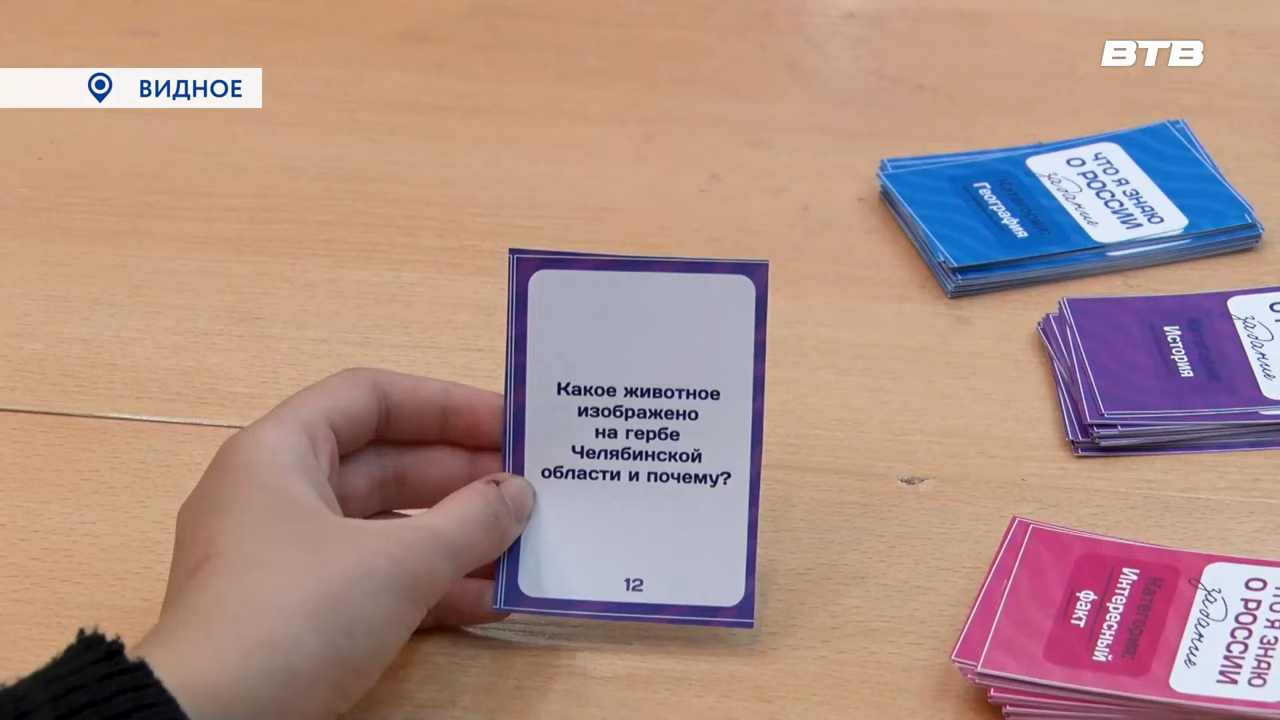 ВТВ
ВИДНОЕ
ЧТО Я ЗНАЮ
О РОССИИ
задание
Категория:
География
Категория:
История
задание
Какое животное
изображено
на гербе
Челябинской
области и почему?
12
Категория:
Интересный
факт
О РОССИИ
задание